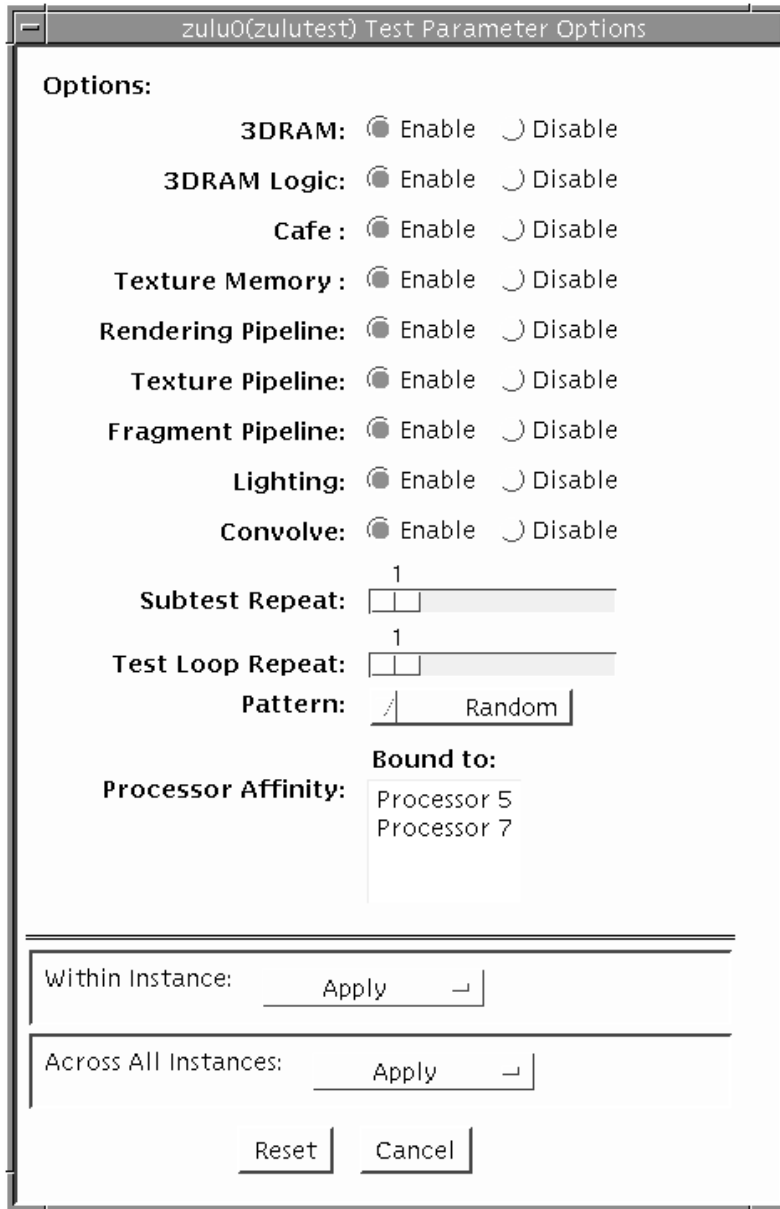 zulu0(zulutest) Test Parameter Options
Options:
3DRAM: Enable Disable
3DRAM Logic: Enable Disable
Cafe : Enable Disable
Texture Memory : Enable Disable
Rendering Pipeline: Enable Disable
Texture Pipeline: Enable Disable
Fragment Pipeline: Enable Disable
Lighting: Enable Disable
Convolve: Enable Disable
1
Subtest Repeat:
1
Test Loop Repeat:
Pattern: Random
Bound to:
Processor Affinity:
Processor 5
Processor 7
Within Instance: Apply
Across All Instances: Apply
Reset Cancel